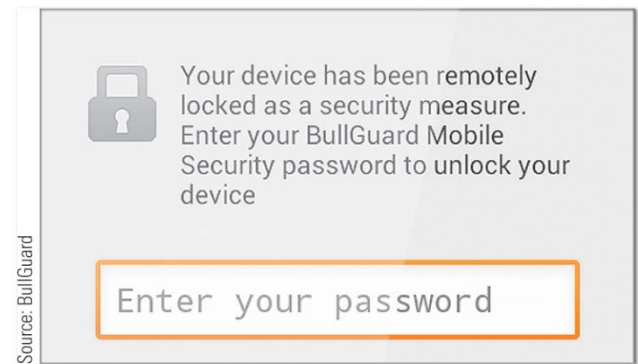 Your device has been remotely
locked as a security measure.
Enter your BullGuard Mobile
Security password to unlock your
device
Enter your password
Source: BullGuard